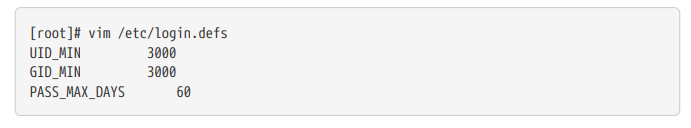 [root]# vim /etc/login.defs
UID_MIN          3000
GID_MIN          3000
PASS_MAX_DAYS        60